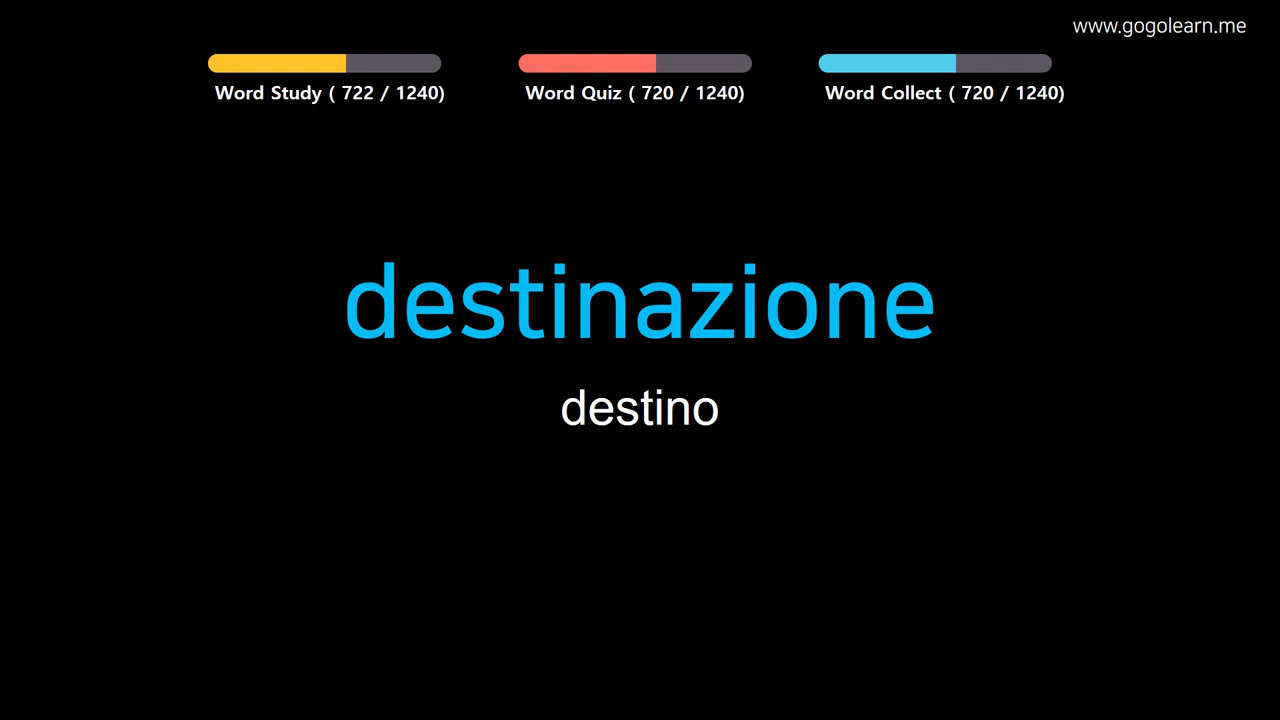 www.gogolearn.me
Word Study ( 722 / 1240)
Word Quiz ( 720 / 1240)
Word Collect ( 720 / 1240)
destinazione
destino